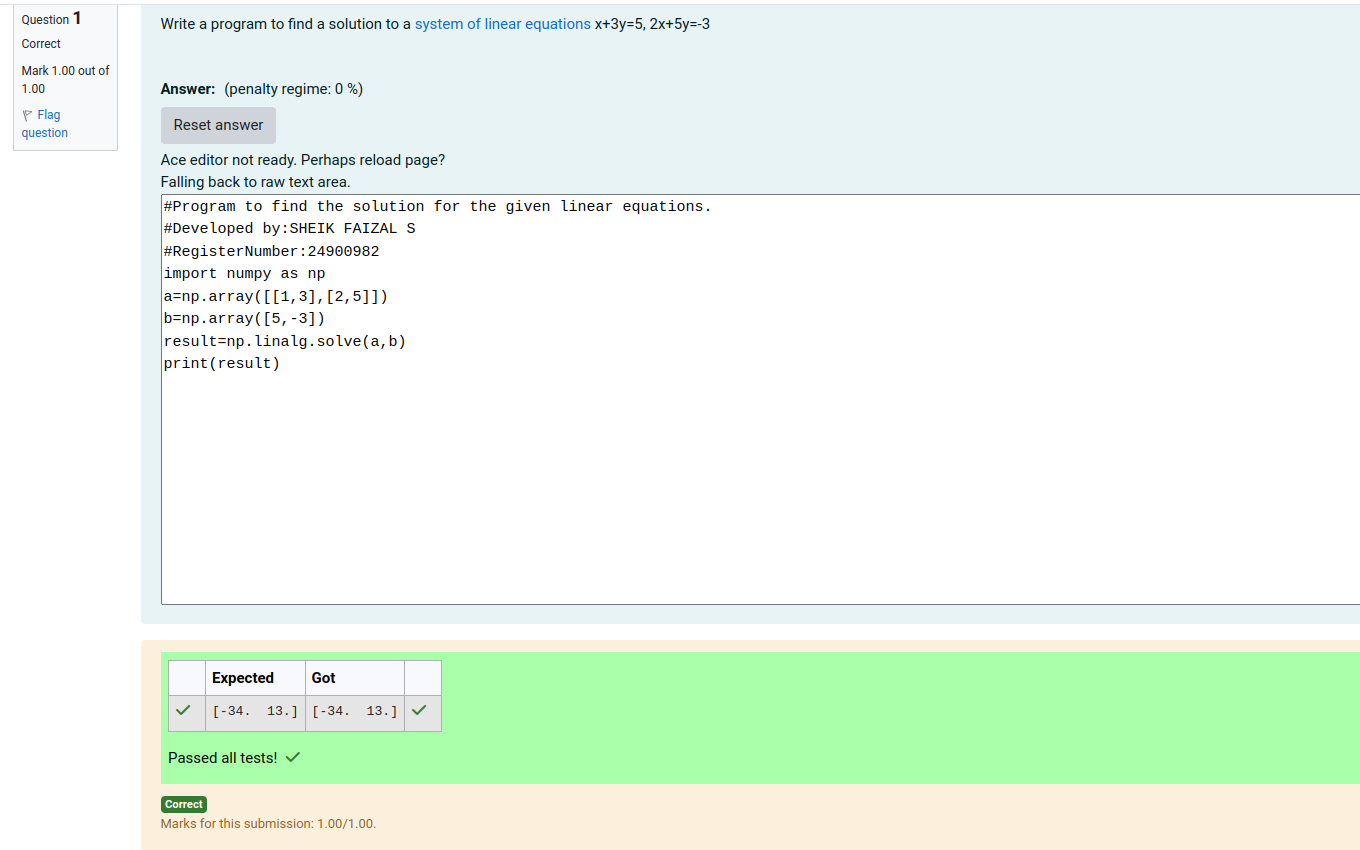 Question 1
Correct
Mark 1.00 out of
1.00
Flag
question
Write a program to find a solution to a system of linear equations x+3y=5, 2x+5y=-3
Answer: (penalty regime: 0 %)
Reset answer
Ace editor not ready. Perhaps reload page?
Falling back to raw text area.
#Program to find the solution for the given linear equations.
#Developed by:SHEIK FAIZAL S
#RegisterNumber:24900982
import numpy as np
a=np.array([[1,3],[2,5]])
b=np.array([5,-3])
result=np.linalg.solve(a,b)
print(result)
Expected Got
[-34.  13.] [-34.  13.]
Passed all tests!
Correct
Marks for this submission: 1.00/1.00.